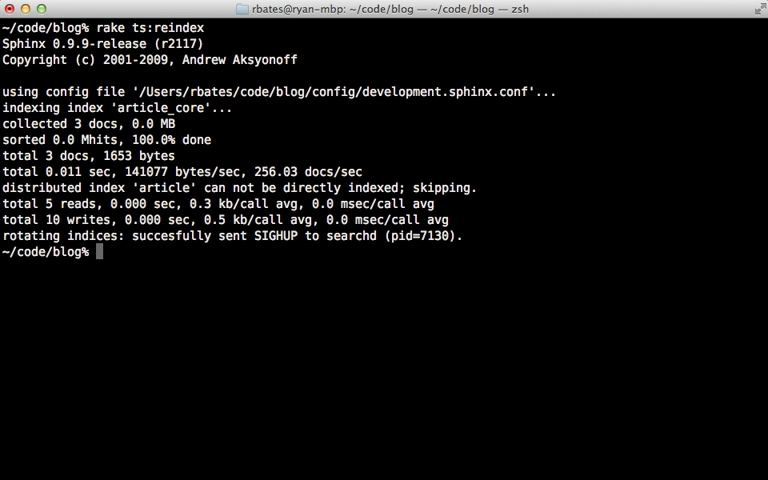 rbates@ryan-mbp: ~/code/blog — ~/code/blog — zsh
~/code/blog% rake ts:reindex
Sphinx 0.9.9-release (r2117)
Copyright (c) 2001-2009, Andrew Aksyonoff
using config file '/Users/rbates/code/blog/config/development.sphinx.conf'...
indexing index 'article_core'...
collected 3 docs, 0.0 MB
sorted 0.0 Mhits, 100.0% done
total 3 docs, 1653 bytes
total 0.011 sec, 141077 bytes/sec, 256.03 docs/sec
distributed index 'article' can not be directly indexed; skipping.
total 5 reads, 0.000 sec, 0.3 kb/call avg, 0.0 msec/call avg
total 10 writes, 0.000 sec, 0.5 kb/call avg, 0.0 msec/call avg
rotating indices: succesfully sent SIGHUP to searchd (pid=7130).
~/code/blog%